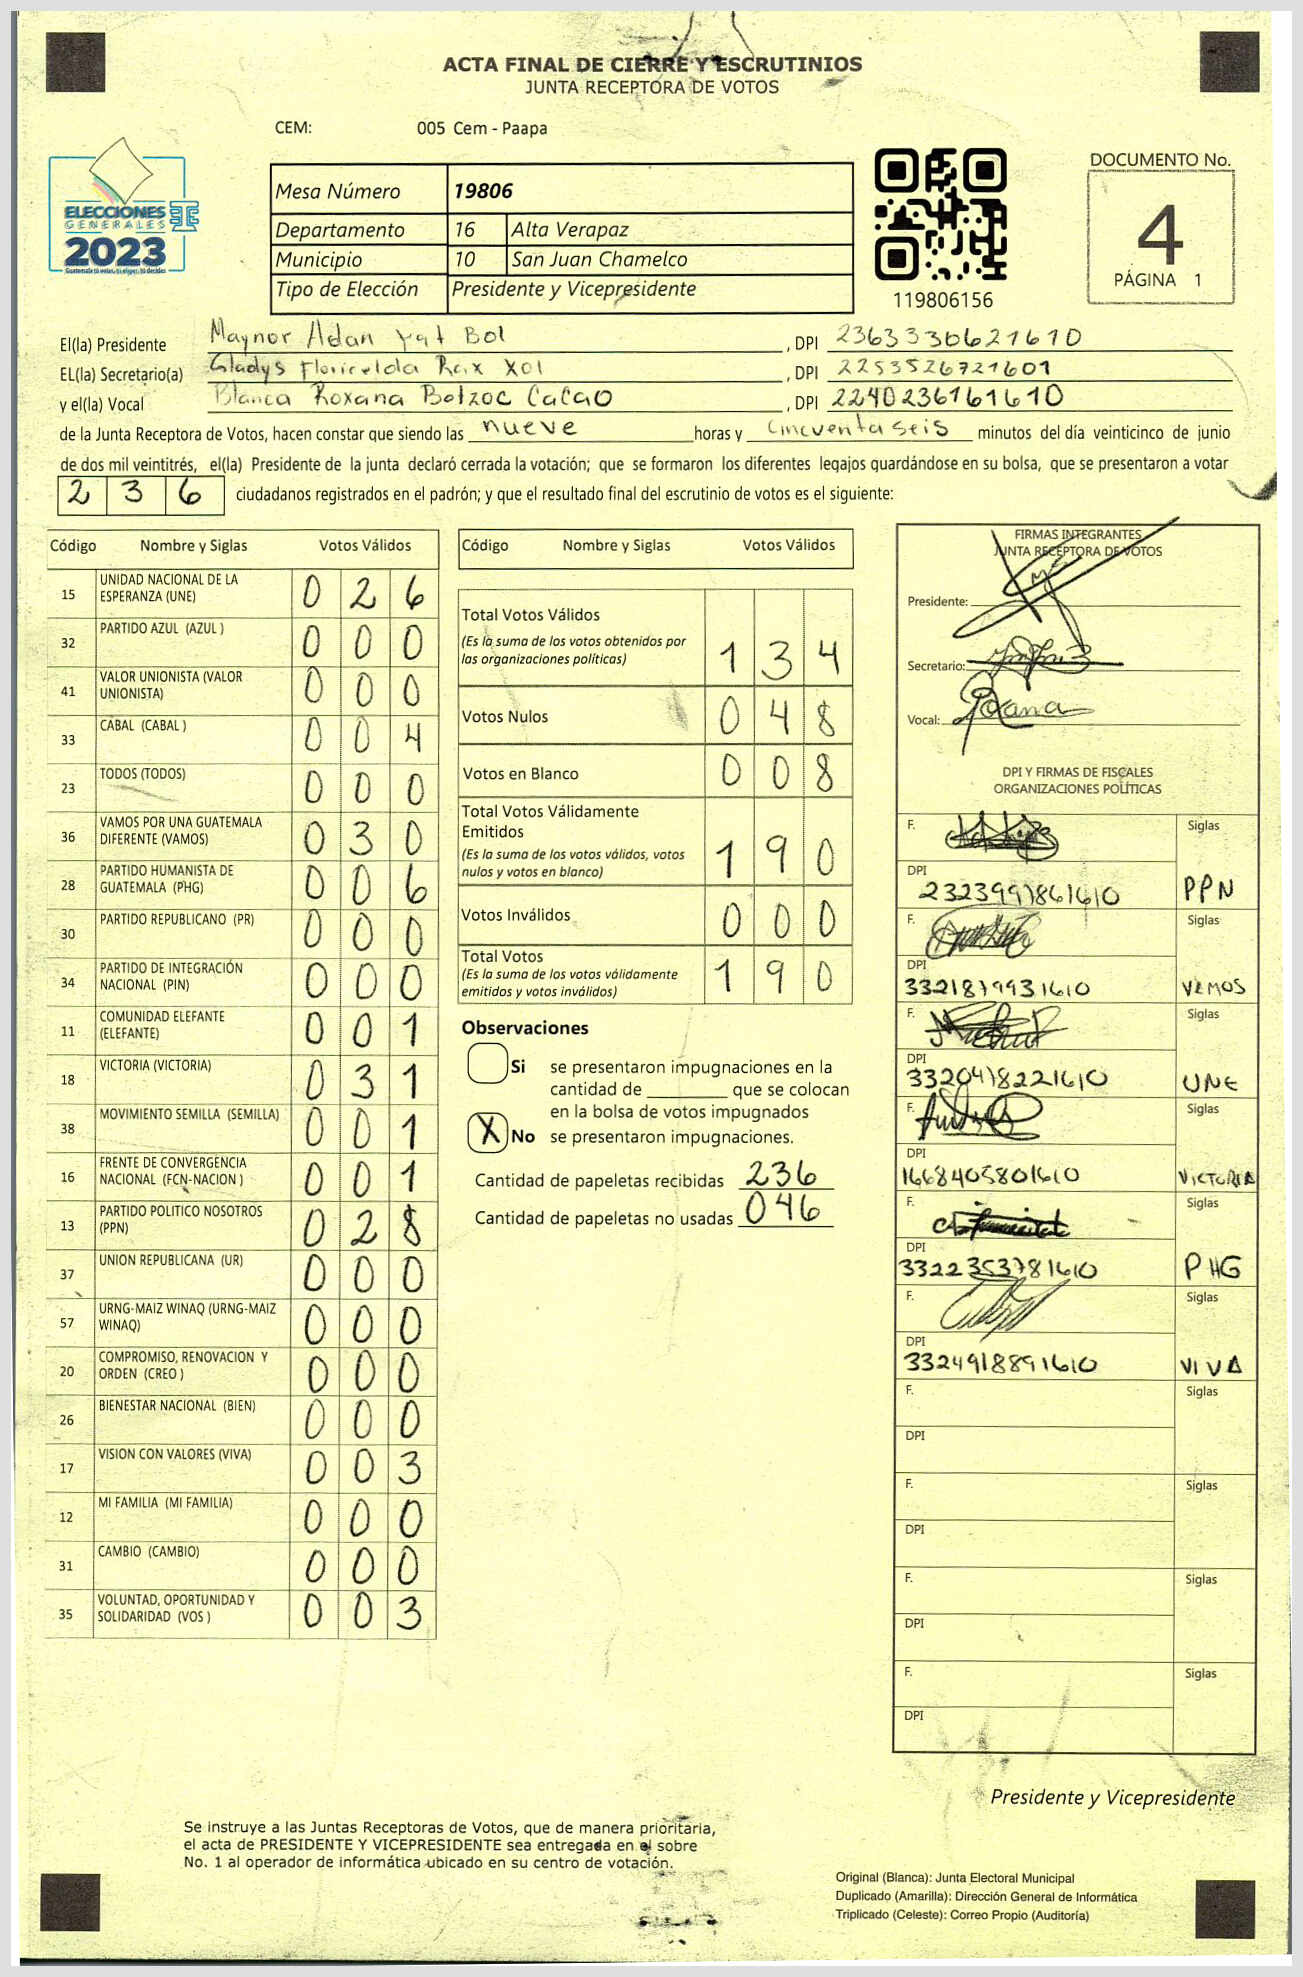 ACTA FINAL DE CIERRE Y ESCRUTINIOS
JUNTA RECEPTORA DE VOTOS
CEM: 005 Cem - Paapa
ELECCIONES
GENERALES
2023
Guatemala tú votas, tú eliges, tú decides
Mesa Número 19806
Departamento 16 Alta Verapaz
Municipio 10 San Juan Chamelco
Tipo de Elección Presidente y Vicepresidente
119806156
DOCUMENTO No.
4
PÁGINA 1
El(la) Presidente Maynor Adan Yat Bol , DPI 2363330621610
EL(la) Secretario(a) Gladys Floricelda Rax Xol , DPI 2253526721601
y el(la) Vocal Blanca Roxana Botzoc CaCao , DPI 2240236161610
de la Junta Receptora de Votos, hacen constar que siendo las nueve horas y cincuenta seis minutos del día veinticinco de junio
de dos mil veintitrés, el(la) Presidente de la junta declaró cerrada la votación; que se formaron los diferentes legajos guardándose en su bolsa, que se presentaron a votar
2 3 6 ciudadanos registrados en el padrón; y que el resultado final del escrutinio de votos es el siguiente:
Código Nombre y Siglas Votos Válidos
15 UNIDAD NACIONAL DE LA ESPERANZA (UNE) 0 2 6
32 PARTIDO AZUL (AZUL ) 0 0 0
41 VALOR UNIONISTA (VALOR UNIONISTA) 0 0 0
33 CABAL (CABAL ) 0 0 4
23 TODOS (TODOS) 0 0 0
36 VAMOS POR UNA GUATEMALA DIFERENTE (VAMOS) 0 3 0
28 PARTIDO HUMANISTA DE GUATEMALA (PHG) 0 0 6
30 PARTIDO REPUBLICANO (PR) 0 0 0
34 PARTIDO DE INTEGRACIÓN NACIONAL (PIN) 0 0 0
11 COMUNIDAD ELEFANTE (ELEFANTE) 0 0 1
18 VICTORIA (VICTORIA) 0 3 1
38 MOVIMIENTO SEMILLA (SEMILLA) 0 0 1
16 FRENTE DE CONVERGENCIA NACIONAL (FCN-NACION ) 0 0 1
13 PARTIDO POLITICO NOSOTROS (PPN) 0 2 8
37 UNION REPUBLICANA (UR) 0 0 0
57 URNG-MAIZ WINAQ (URNG-MAIZ WINAQ) 0 0 0
20 COMPROMISO, RENOVACION Y ORDEN (CREO ) 0 0 0
26 BIENESTAR NACIONAL (BIEN) 0 0 0
17 VISION CON VALORES (VIVA) 0 0 3
12 MI FAMILIA (MI FAMILIA) 0 0 0
31 CAMBIO (CAMBIO) 0 0 0
35 VOLUNTAD, OPORTUNIDAD Y SOLIDARIDAD (VOS ) 0 0 3
Código Nombre y Siglas Votos Válidos
Total Votos Válidos 1 3 4
(Es la suma de los votos obtenidos por
las organizaciones políticas)
Votos Nulos 0 4 8
Votos en Blanco 0 0 8
Total Votos Válidamente
Emitidos 1 9 0
(Es la suma de los votos válidos, votos
nulos y votos en blanco)
Votos Inválidos 0 0 0
Total Votos 1 9 0
(Es la suma de los votos válidamente
emitidos y votos inválidos)
Observaciones
Si se presentaron impugnaciones en la
cantidad de ________ que se colocan
en la bolsa de votos impugnados
X No se presentaron impugnaciones.
Cantidad de papeletas recibidas 236
Cantidad de papeletas no usadas 046
FIRMAS INTEGRANTES
JUNTA RECEPTORA DE VOTOS
Presidente:
Secretario:
Vocal: Roxana
DPI Y FIRMAS DE FISCALES
ORGANIZACIONES POLÍTICAS
F. Siglas
DPI 2323991861610 PPN
F. Siglas
DPI 3321879931610 VAMOS
F. Siglas
DPI 3320418221610 UNE
F. Siglas
DPI 1668405801610 VICTORIA
F. Siglas
DPI 3322353781610 PHG
F. Siglas
DPI 3324918891610 VIVA
F. Siglas
DPI
F. Siglas
DPI
F. Siglas
DPI
F. Siglas
DPI
Presidente y Vicepresidente
Se instruye a las Juntas Receptoras de Votos, que de manera prioritaria,
el acta de PRESIDENTE Y VICEPRESIDENTE sea entregada en el sobre
No. 1 al operador de informática ubicado en su centro de votación.
Original (Blanca): Junta Electoral Municipal
Duplicado (Amarilla): Dirección General de Informática
Triplicado (Celeste): Correo Propio (Auditoría)